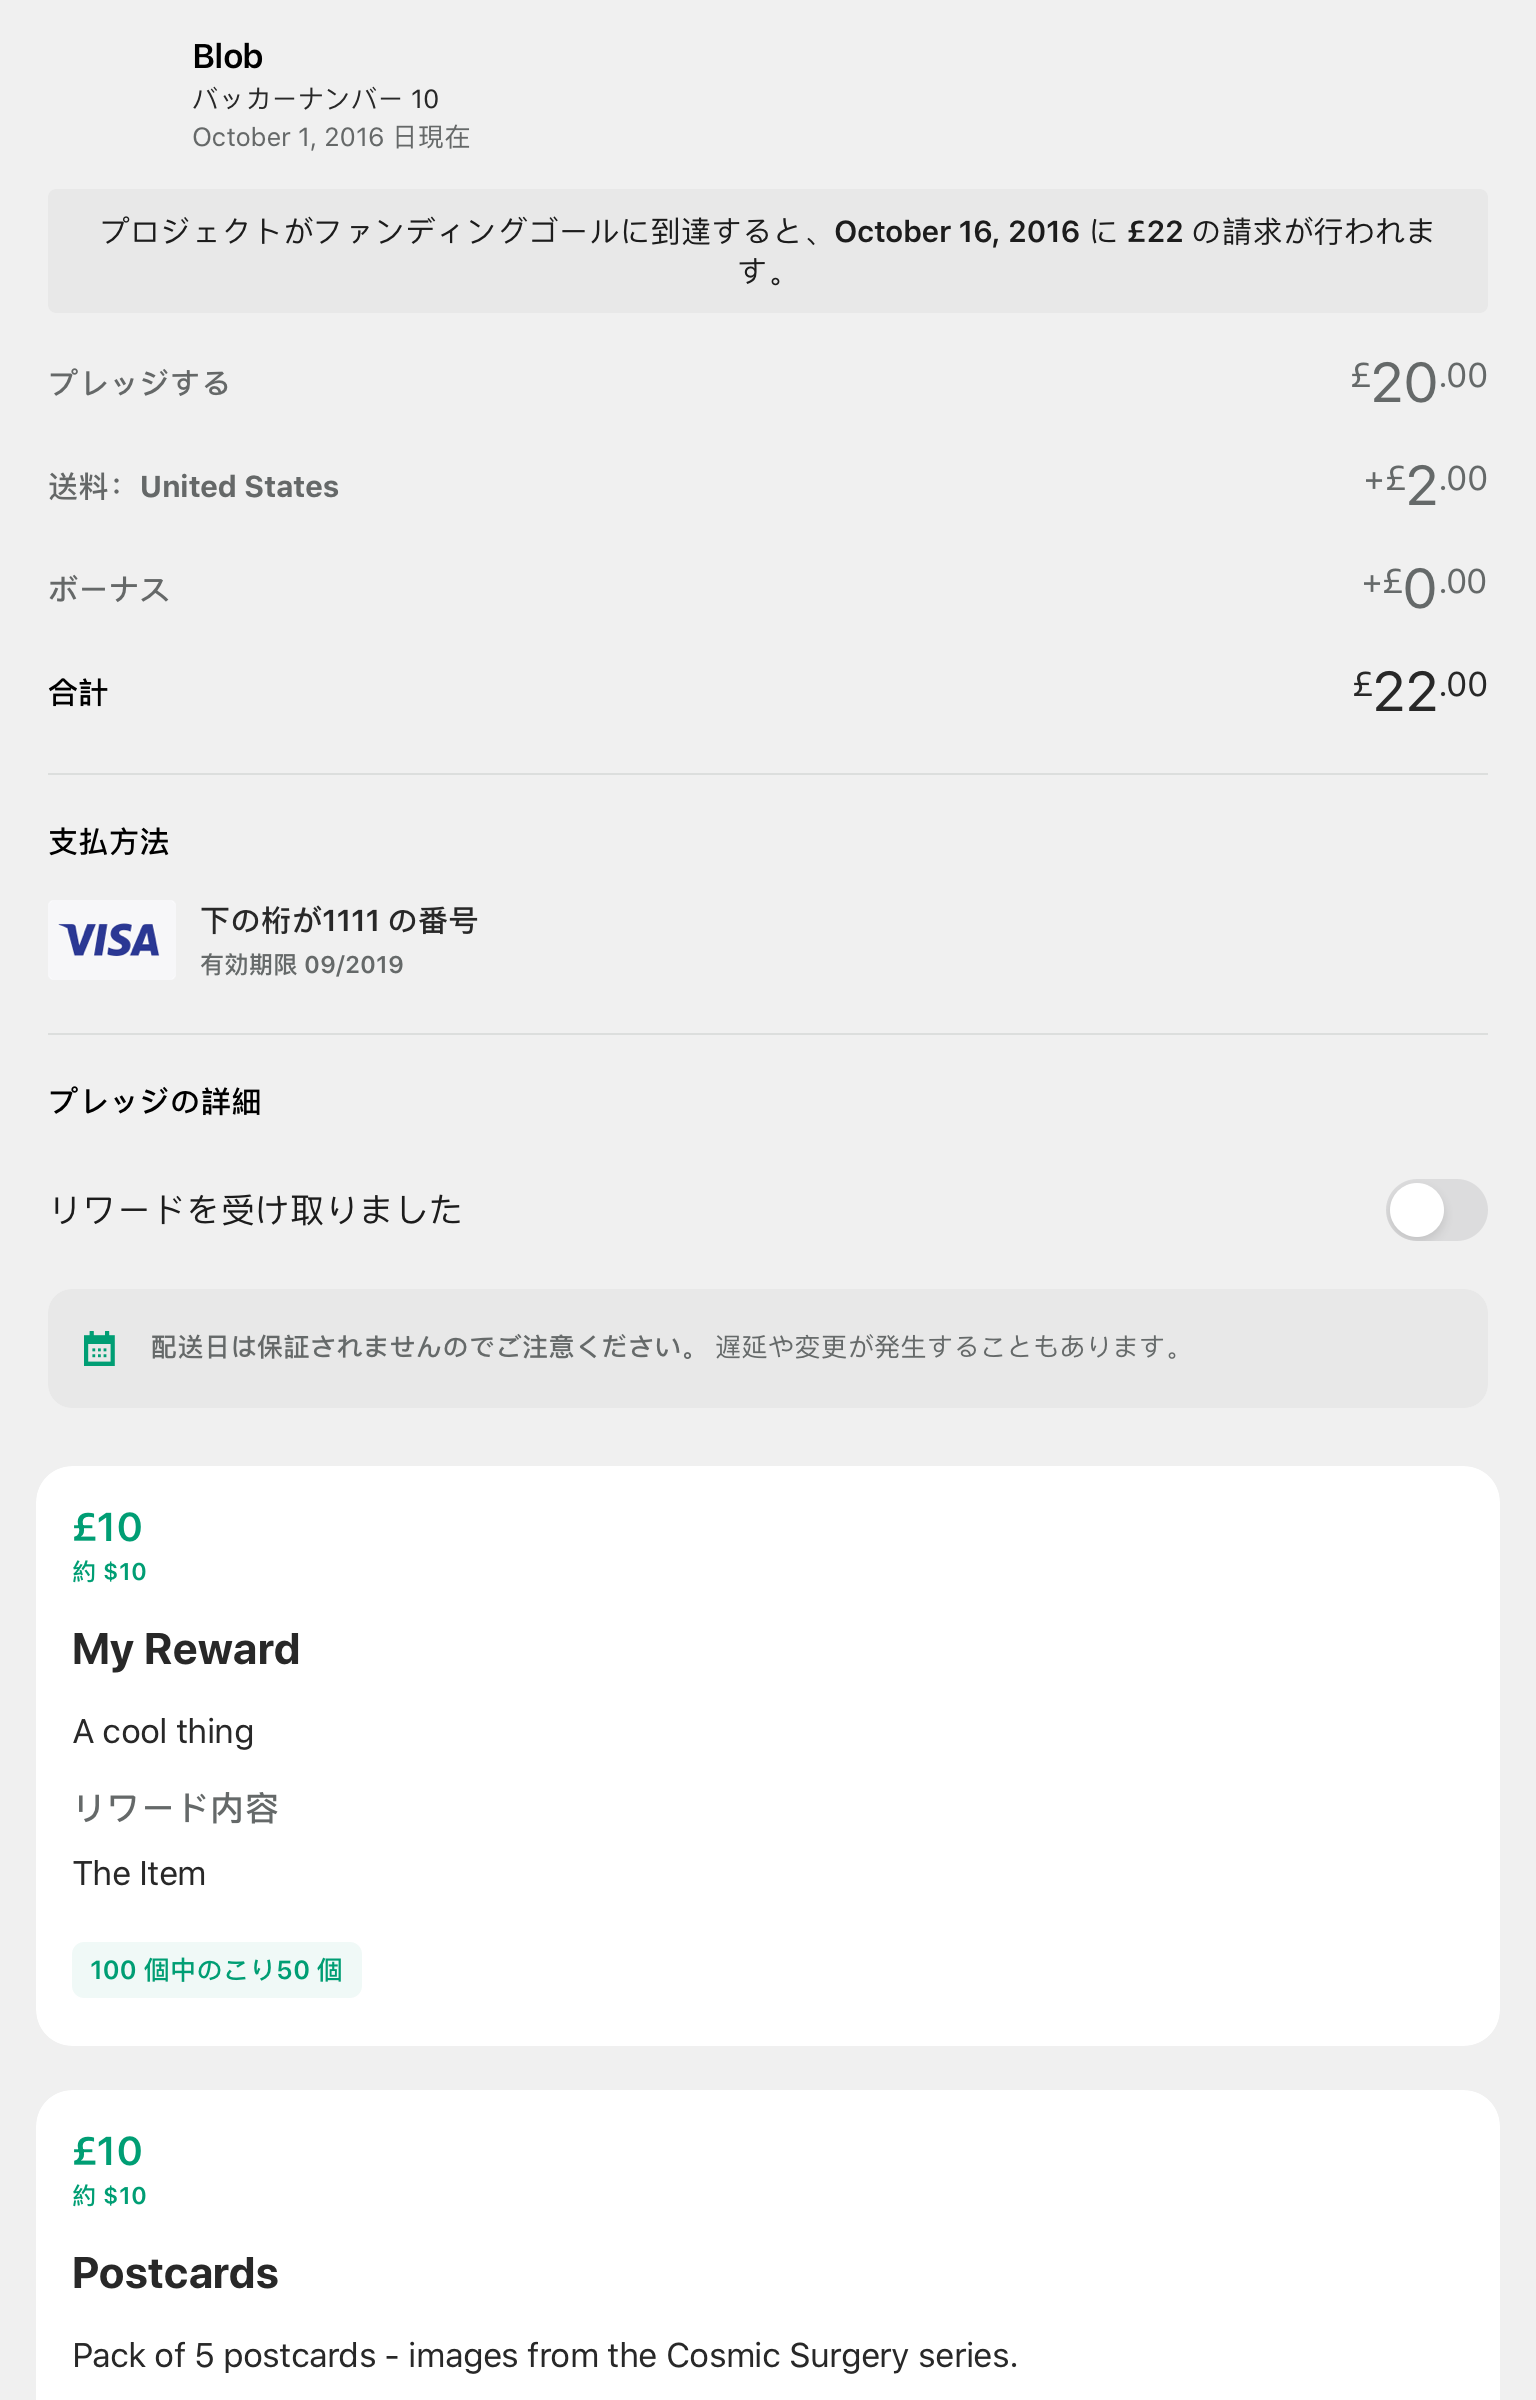 Blob
バッカーナンバー 10
October 1, 2016 日現在
プロジェクトがファンディングゴールに到達すると、October 16, 2016 に £22 の請求が行われま
す。
プレッジする £20.00
送料： United States +£2.00
ボーナス +£0.00
合計 £22.00
支払方法
VISA
下の桁が1111 の番号
有効期限 09/2019
プレッジの詳細
リワードを受け取りました
配送日は保証されませんのでご注意ください。 遅延や変更が発生することもあります。
£10
約 $10
My Reward
A cool thing
リワード内容
The Item
100 個中のこり50 個
£10
約 $10
Postcards
Pack of 5 postcards - images from the Cosmic Surgery series.